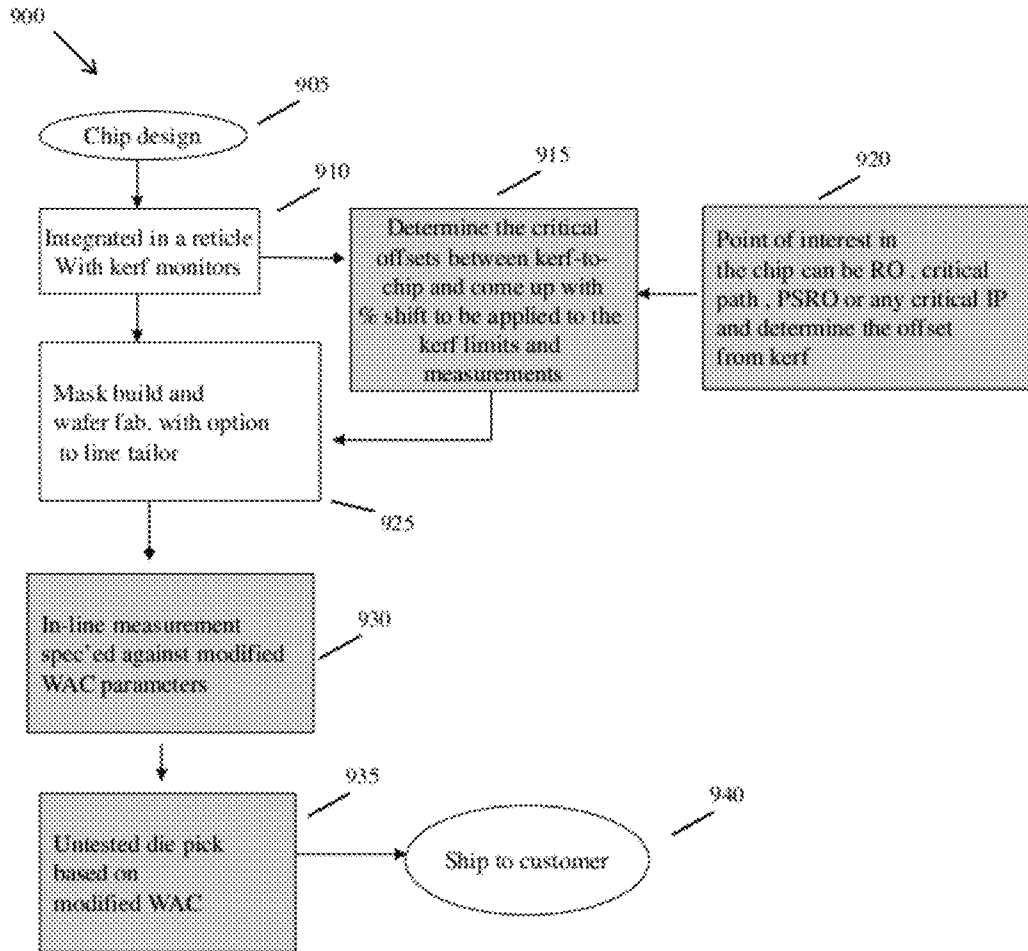 900
905
Chip design
910
Integrated in a reticle
With kerf monitors
915
Determine the critical
offsets between kerf-to-
chip and come up with
% shift to be applied to the
kerf limits and
measurements
920
Point of interest in
the chip can be RO , critical
path , PSRO or any critical IP
and determine the offset
from kerf
Mask build and
wafer fab. with option
to line tailor
925
In-line measurement
spec'ed against modified
WAC parameters
930
935
Untested die pick
based on
modified WAC
940
Ship to customer